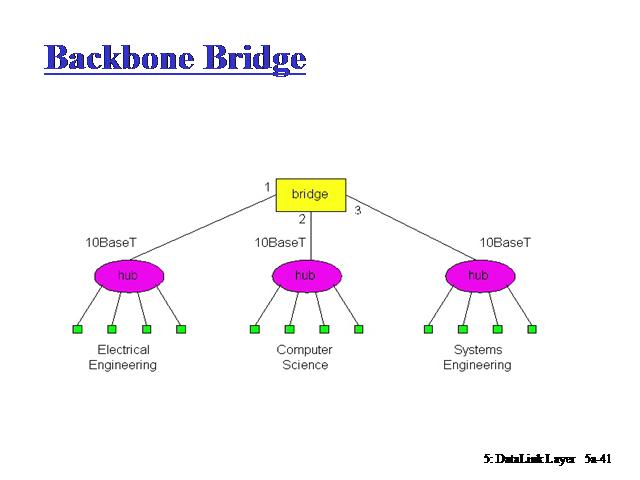 Backbone Bridge
1
bridge
2
3
10BaseT
10BaseT
10BaseT
hub
hub
hub
Electrical
Engineering
Computer
Science
Systems
Engineering
5: DataLink Layer 5a-41